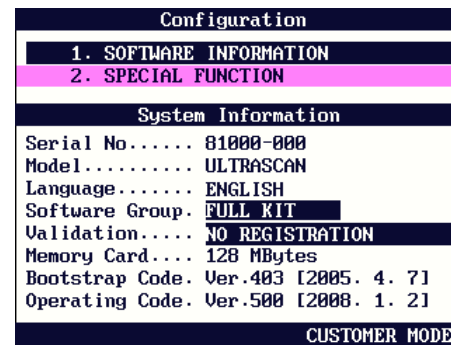 Configuration
1. SOFTWARE INFORMATION
2. SPECIAL FUNCTION
System Information
Serial No...... 81000-000
Model.......... ULTRASCAN
Language....... ENGLISH
Software Group. FULL KIT
Validation..... NO REGISTRATION
Memory Card.... 128 MBytes
Bootstrap Code. Ver.403 [2005. 4. 7]
Operating Code. Ver.500 [2008. 1. 2]
CUSTOMER MODE